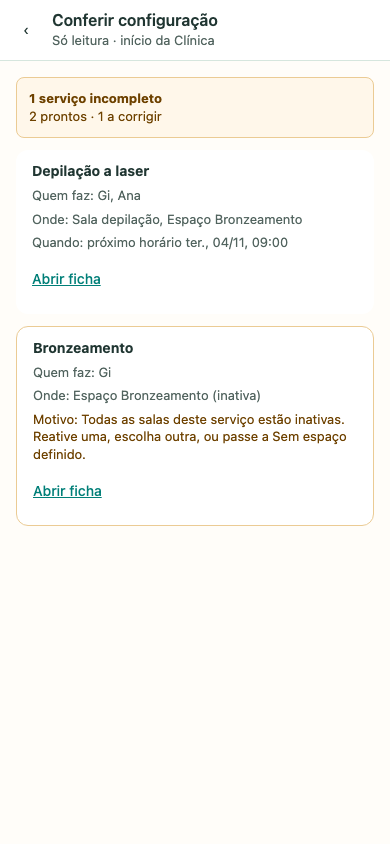 ‹
Conferir configuração
Só leitura · início da Clínica
1 serviço incompleto
2 prontos · 1 a corrigir
Depilação a laser
Quem faz: Gi, Ana
Onde: Sala depilação, Espaço Bronzeamento
Quando: próximo horário ter., 04/11, 09:00
Abrir ficha
Bronzeamento
Quem faz: Gi
Onde: Espaço Bronzeamento (inativa)
Motivo: Todas as salas deste serviço estão inativas.
Reative uma, escolha outra, ou passe a Sem espaço
definido.
Abrir ficha